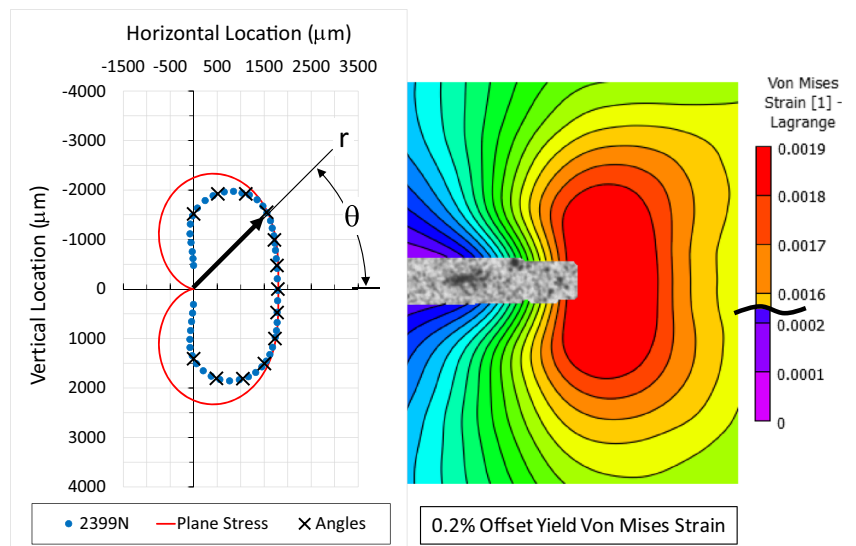 Horizontal Location (μm)
-1500 -500 500 1500 2500 3500
-4000
-3000
-2000
-1000
0
1000
2000
3000
4000
Vertical Location (μm)
r
θ
2399N Plane Stress Angles
Von Mises
Strain [1] -
Lagrange
0.0019
0.0018
0.0017
0.0016
0.0002
0.0001
0
0.2% Offset Yield Von Mises Strain